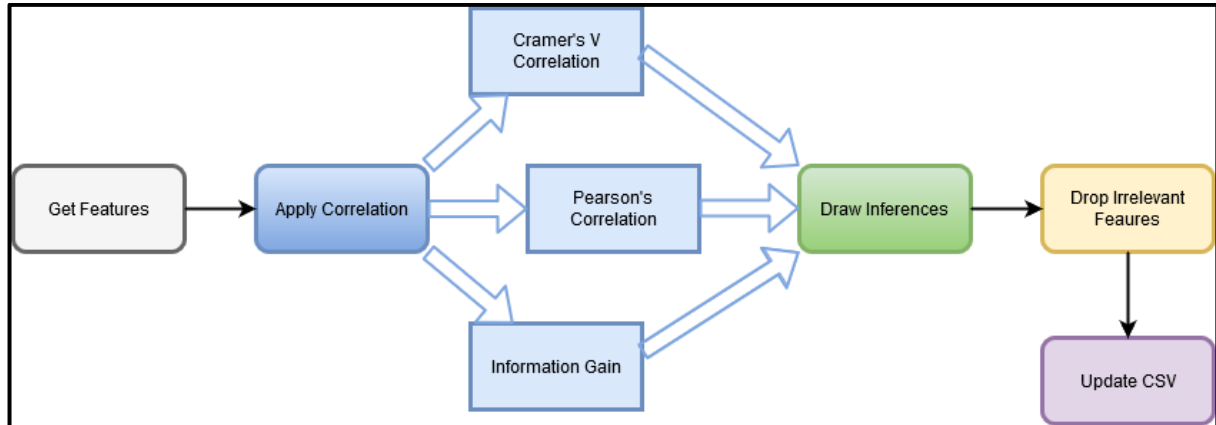 Cramer's V
Correlation
Get Features
Apply Correlation
Pearson's
Correlation
Draw Inferences
Drop Irrelevant
Feaures
Information Gain
Update CSV